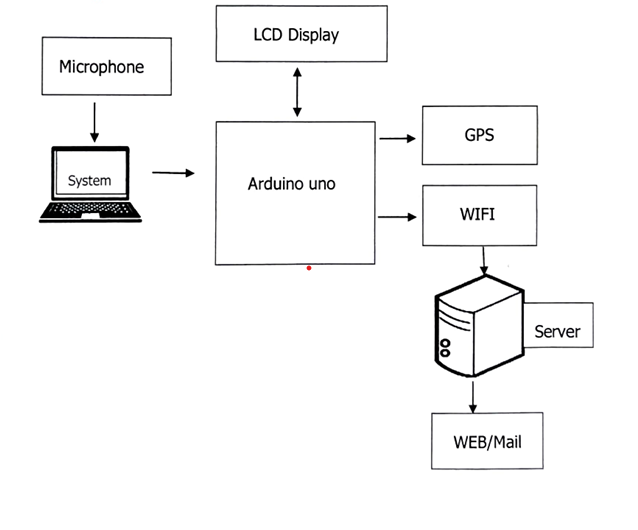 LCD Display
Microphone
System
Arduino uno
GPS
WIFI
Server
WEB/Mail